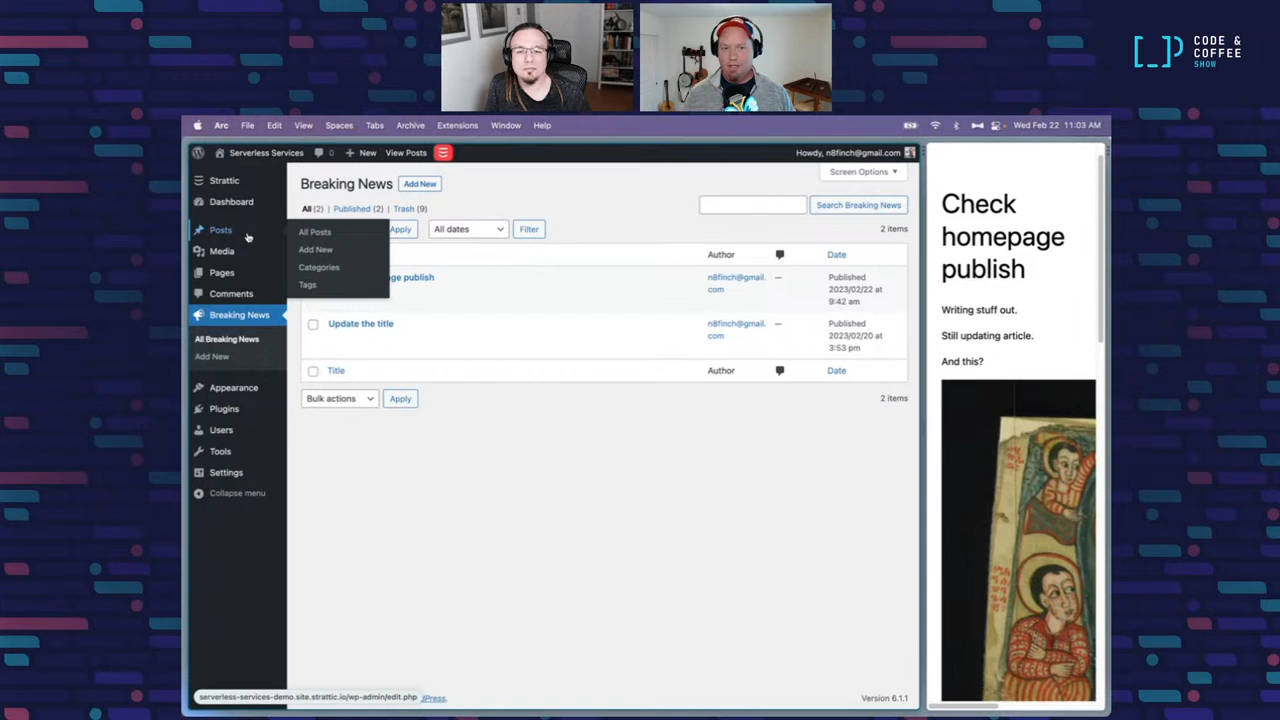 CODE &
COFFEE
SHOW
Arc File Edit View Spaces Tabs Archive Extensions Window Help Wed Feb 22 11:03 AM
Serverless Services 0 + New View Posts Howdy, n8finch@gmail.com
Screen Options
Strattic
Dashboard
Posts
Media
Pages
Comments
Breaking News
All Breaking News
Add New
Appearance
Plugins
Users
Tools
Settings
Collapse menu
All Posts
Add New
Categories
Tags
Breaking News Add New
All (2) | Published (2) | Trash (9)
Search Breaking News
Apply All dates Filter 2 items
Author Date
ge publish n8finch@gmail.
com
—
Published
2023/02/22 at
9:42 am
Update the title n8finch@gmail.
com
—
Published
2023/02/20 at
3:53 pm
Title Author Date
Bulk actions Apply 2 items
serverless-services-demo.site.strattic.io/wp-admin/edit.php
Press.
Version 6.1.1
Check
homepage
publish
Writing stuff out.
Still updating article.
And this?